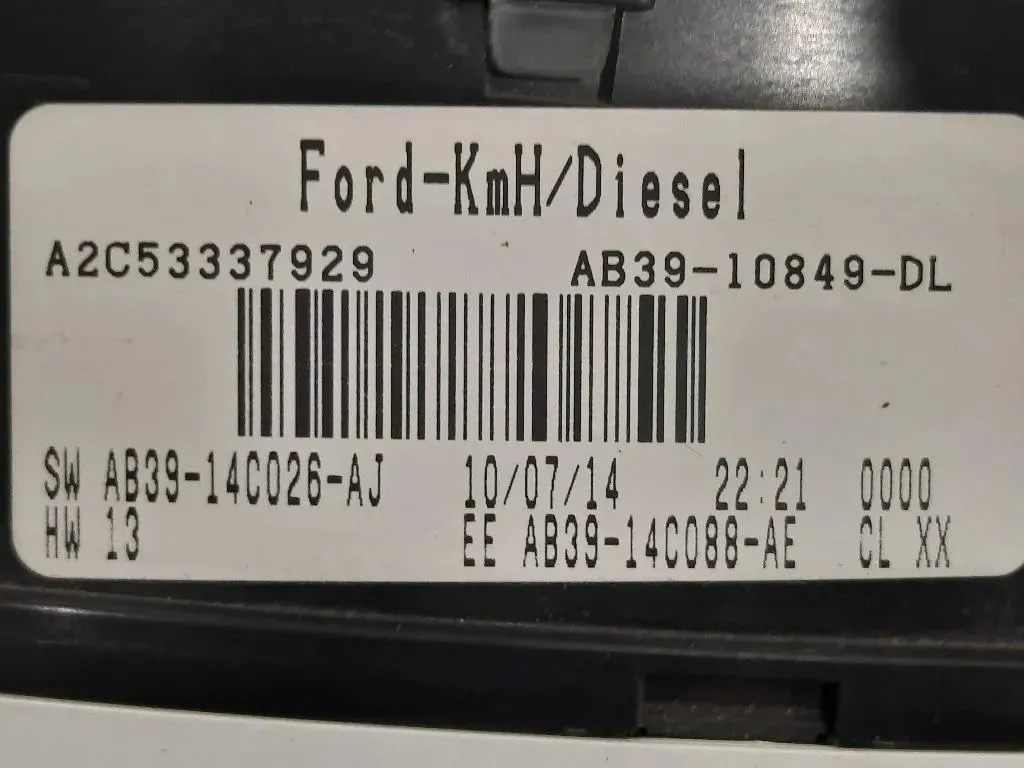 Ford-KmH/Diesel
A2C53337929 AB39-10849-DL
SW AB39-14C026-AJ 10/07/14 22:21 0000
HW 13 EE AB39-14C088-AE CL XX